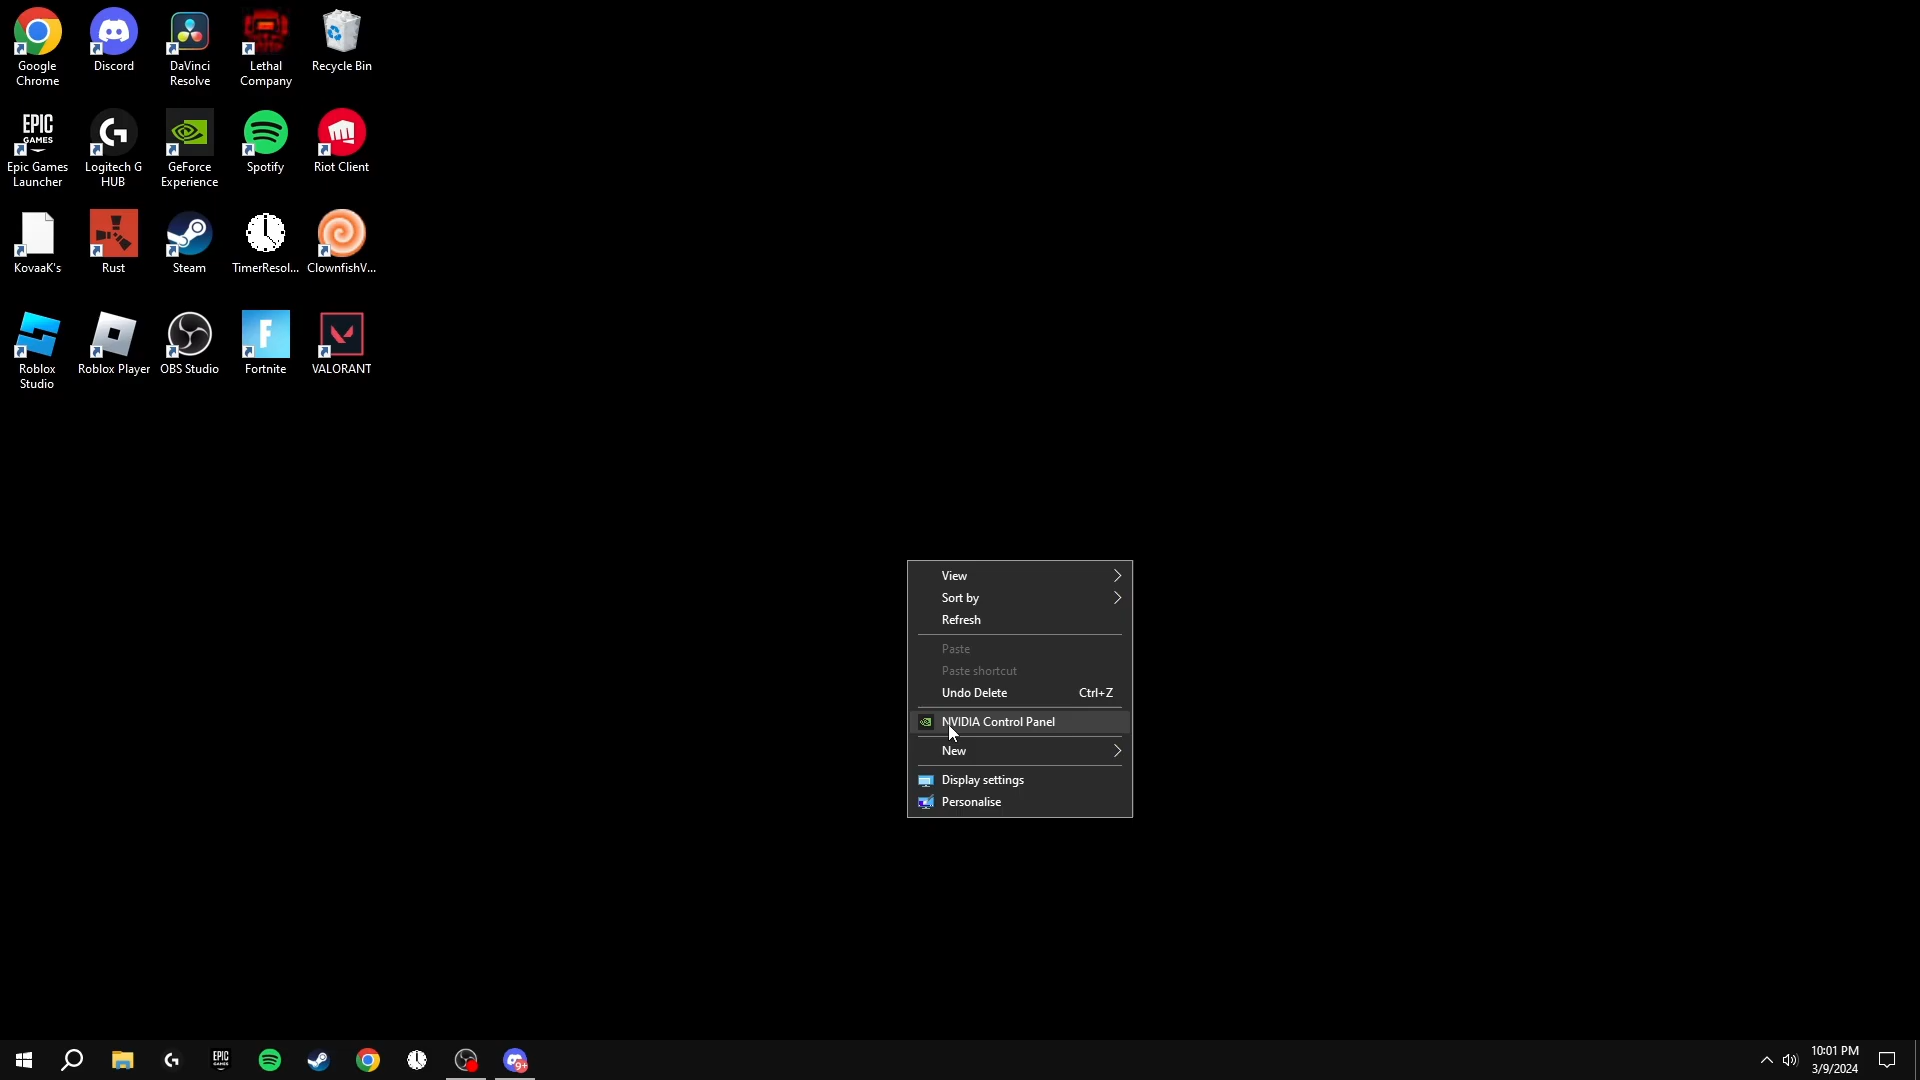 Google
Chrome
Discord
DaVinci
Resolve
Lethal
Company
Recycle Bin
EPIC
GAMES
Epic Games
Launcher
Logitech G
HUB
GeForce
Experience
Spotify
Riot Client
KovaaK's
Rust
Steam
TimerResol...
ClownfishV...
Roblox
Studio
Roblox Player
OBS Studio
F
Fortnite
VALORANT
View
Sort by
Refresh
Paste
Paste shortcut
Undo Delete Ctrl+Z
NVIDIA Control Panel
New
Display settings
Personalise
EPIC
GAMES
9+
10:01 PM
3/9/2024